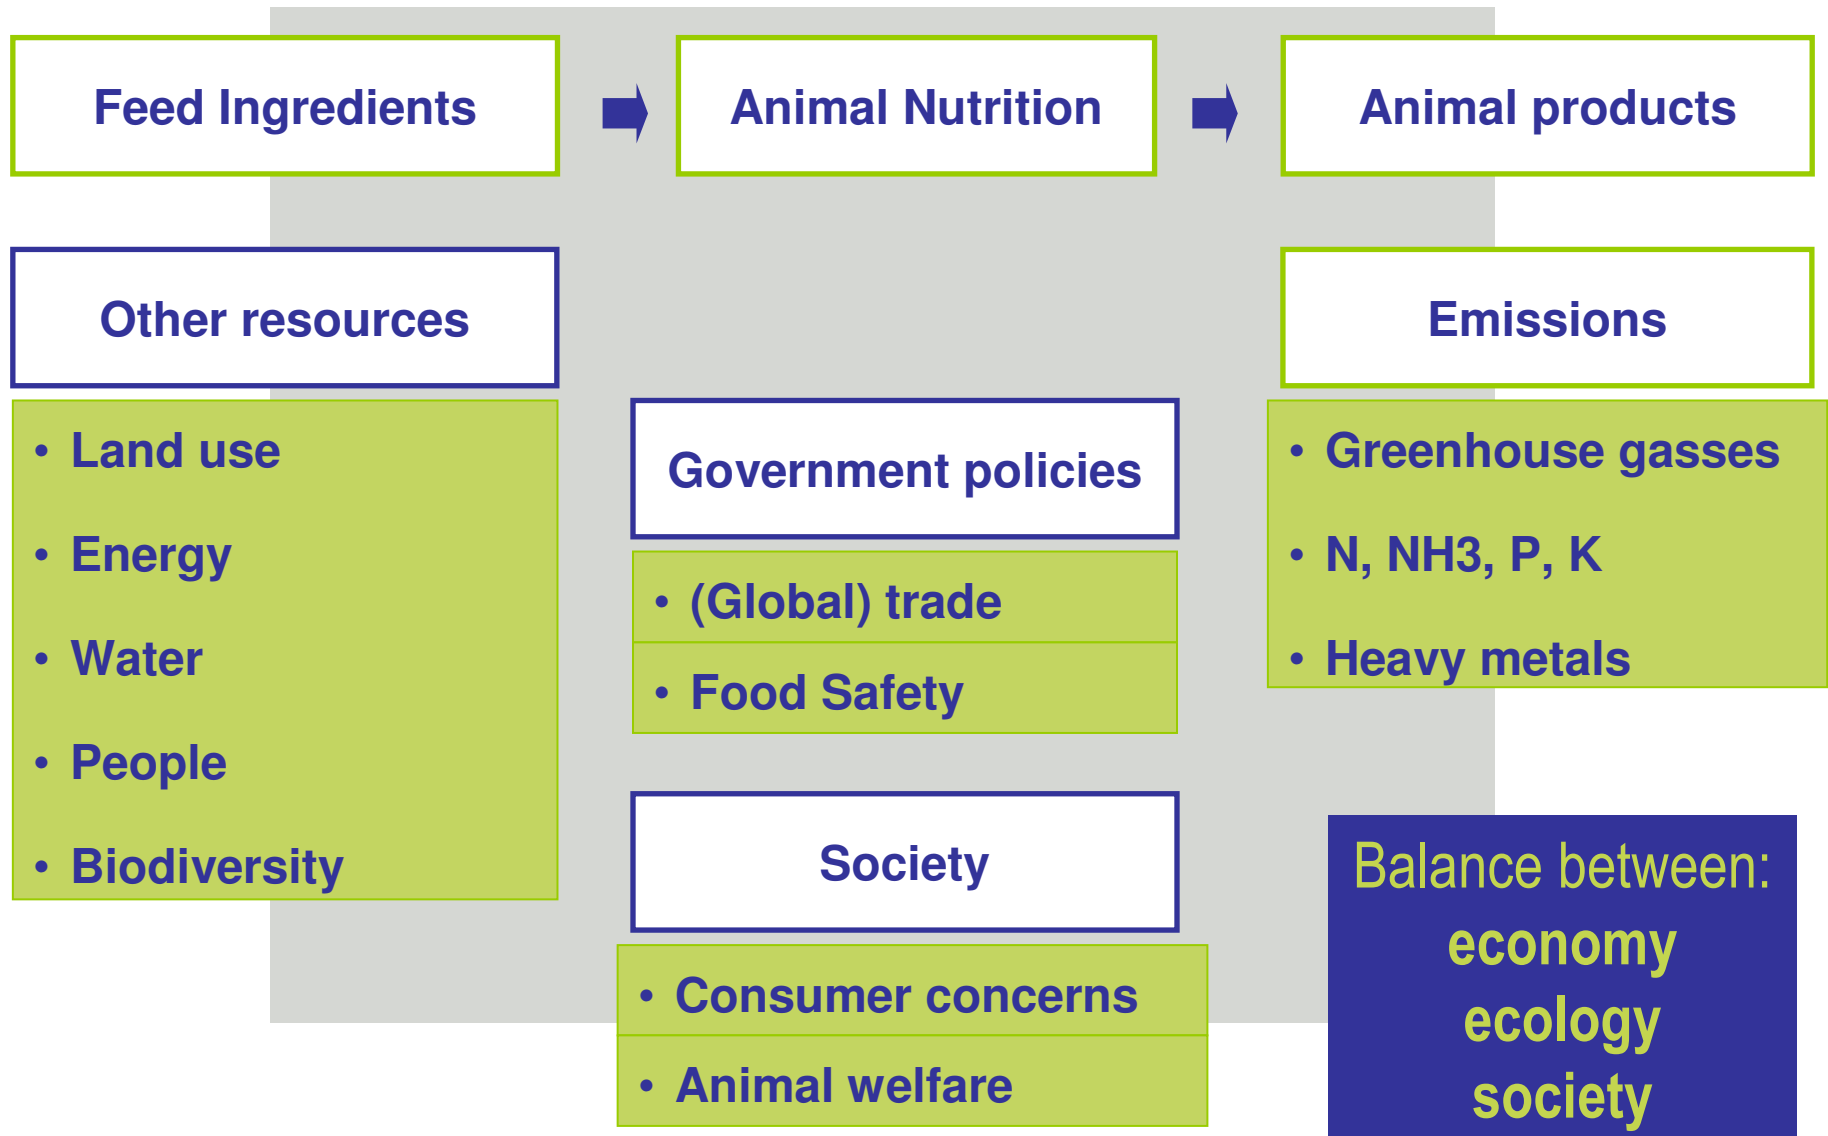 Feed Ingredients
Animal Nutrition
Animal products
Other resources
• Land use
• Energy
• Water
• People
• Biodiversity
Government policies
• (Global) trade
• Food Safety
Society
• Consumer concerns
• Animal welfare
Emissions
• Greenhouse gasses
• N, NH3, P, K
• Heavy metals
Balance between:
economy
ecology
society